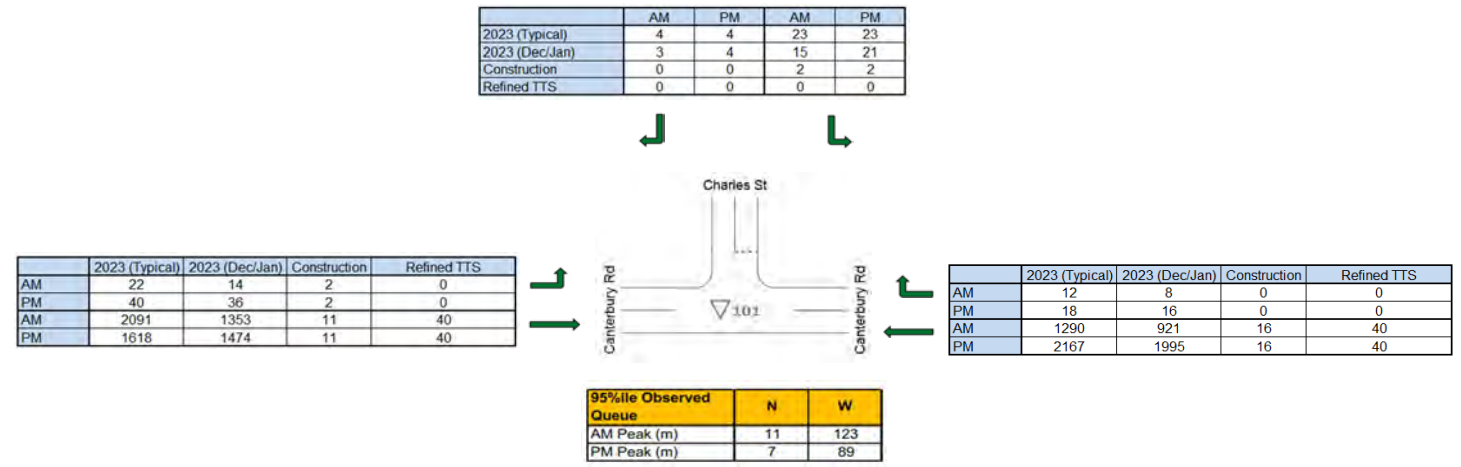 AM PM AM PM
2023 (Typical) 4 4 23 23
2023 (Dec/Jan) 3 4 15 21
Construction 0 0 2 2
Refined TTS 0 0 0 0
Charles St
2023 (Typical) 2023 (Dec/Jan) Construction Refined TTS
AM 22 14 2 0
PM 40 36 2 0
AM 2091 1353 11 40
PM 1618 1474 11 40
Canterbury Rd
101
Canterbury Rd
2023 (Typical) 2023 (Dec/Jan) Construction Refined TTS
AM 12 8 0 0
PM 18 16 0 0
AM 1290 921 16 40
PM 2167 1995 16 40
95%ile Observed
Queue N W
AM Peak (m) 11 123
PM Peak (m) 7 89